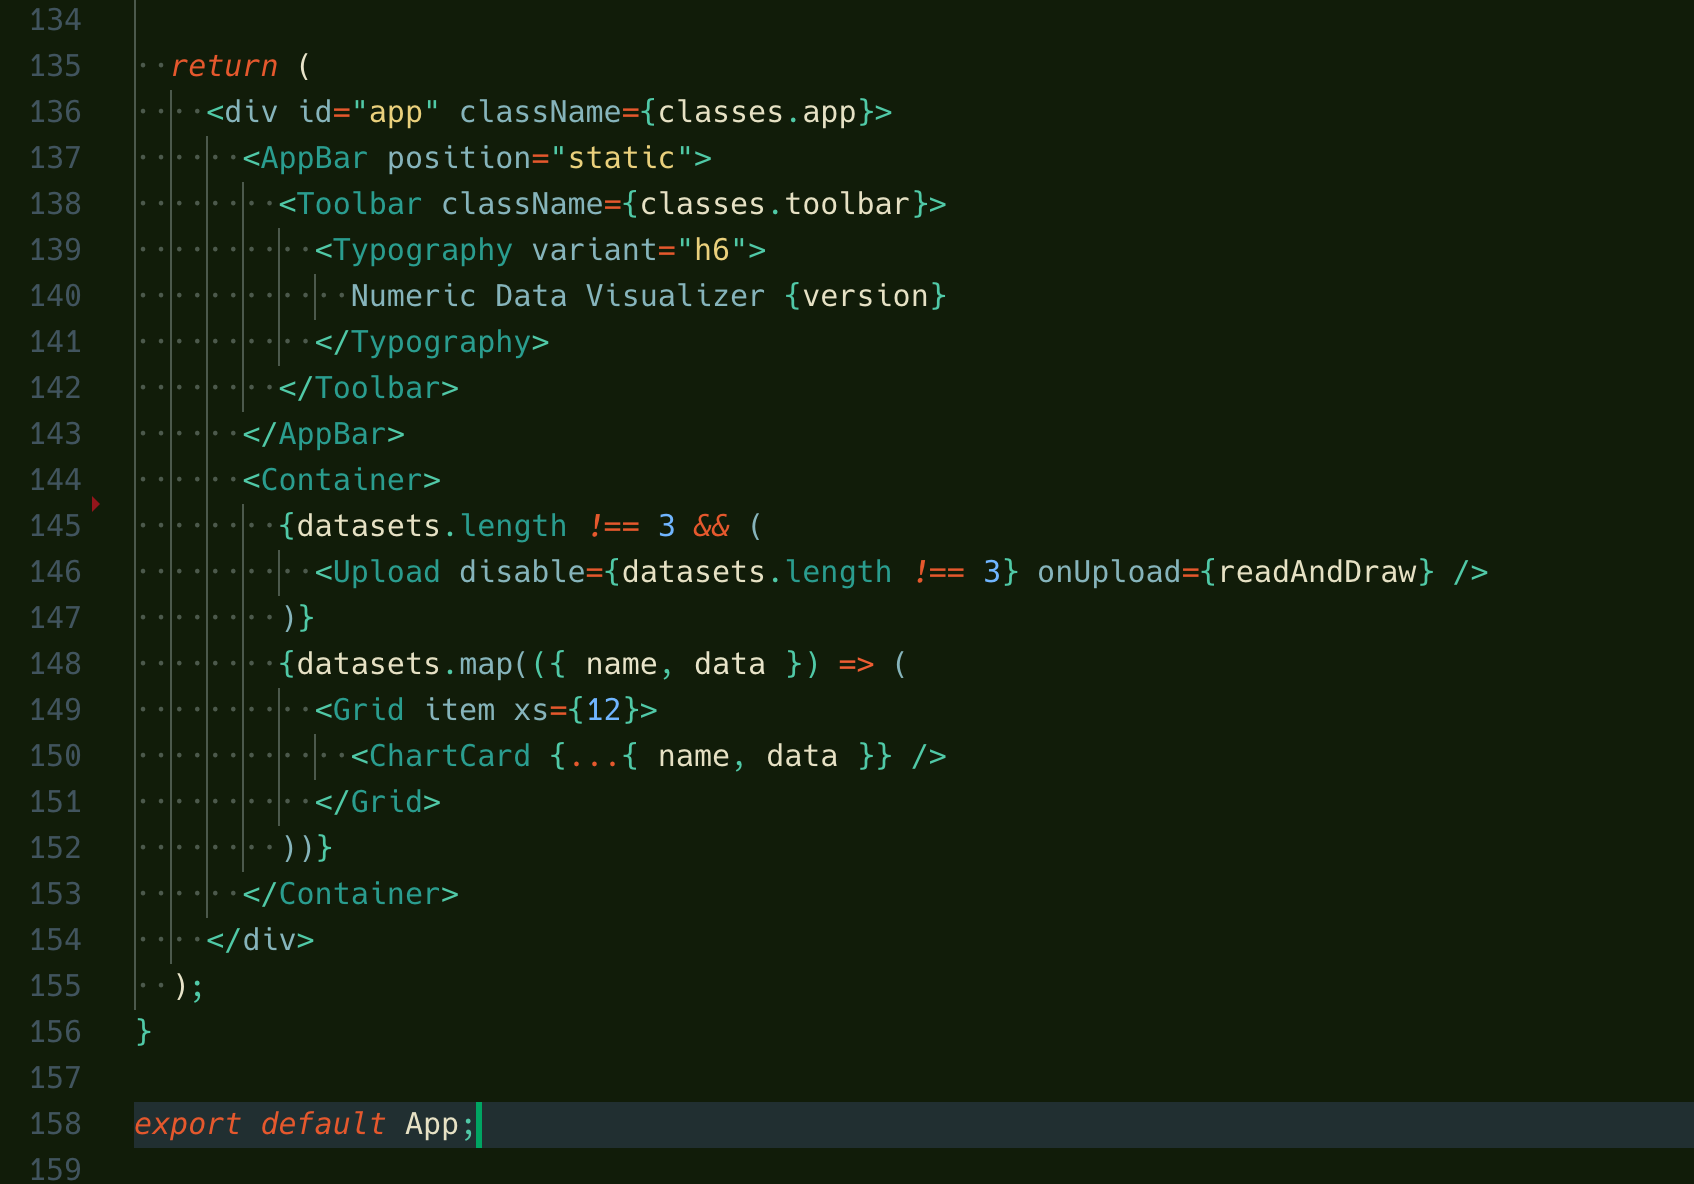 134
135 return (
136 <div id="app" className={classes.app}>
137 <AppBar position="static">
138 <Toolbar className={classes.toolbar}>
139 <Typography variant="h6">
140 Numeric Data Visualizer {version}
141 </Typography>
142 </Toolbar>
143 </AppBar>
144 <Container>
145 {datasets.length !== 3 && (
146 <Upload disable={datasets.length !== 3} onUpload={readAndDraw} />
147 )}
148 {datasets.map(({ name, data }) => (
149 <Grid item xs={12}>
150 <ChartCard {...{ name, data }} />
151 </Grid>
152 ))}
153 </Container>
154 </div>
155 );
156 }
157
158 export default App;
159